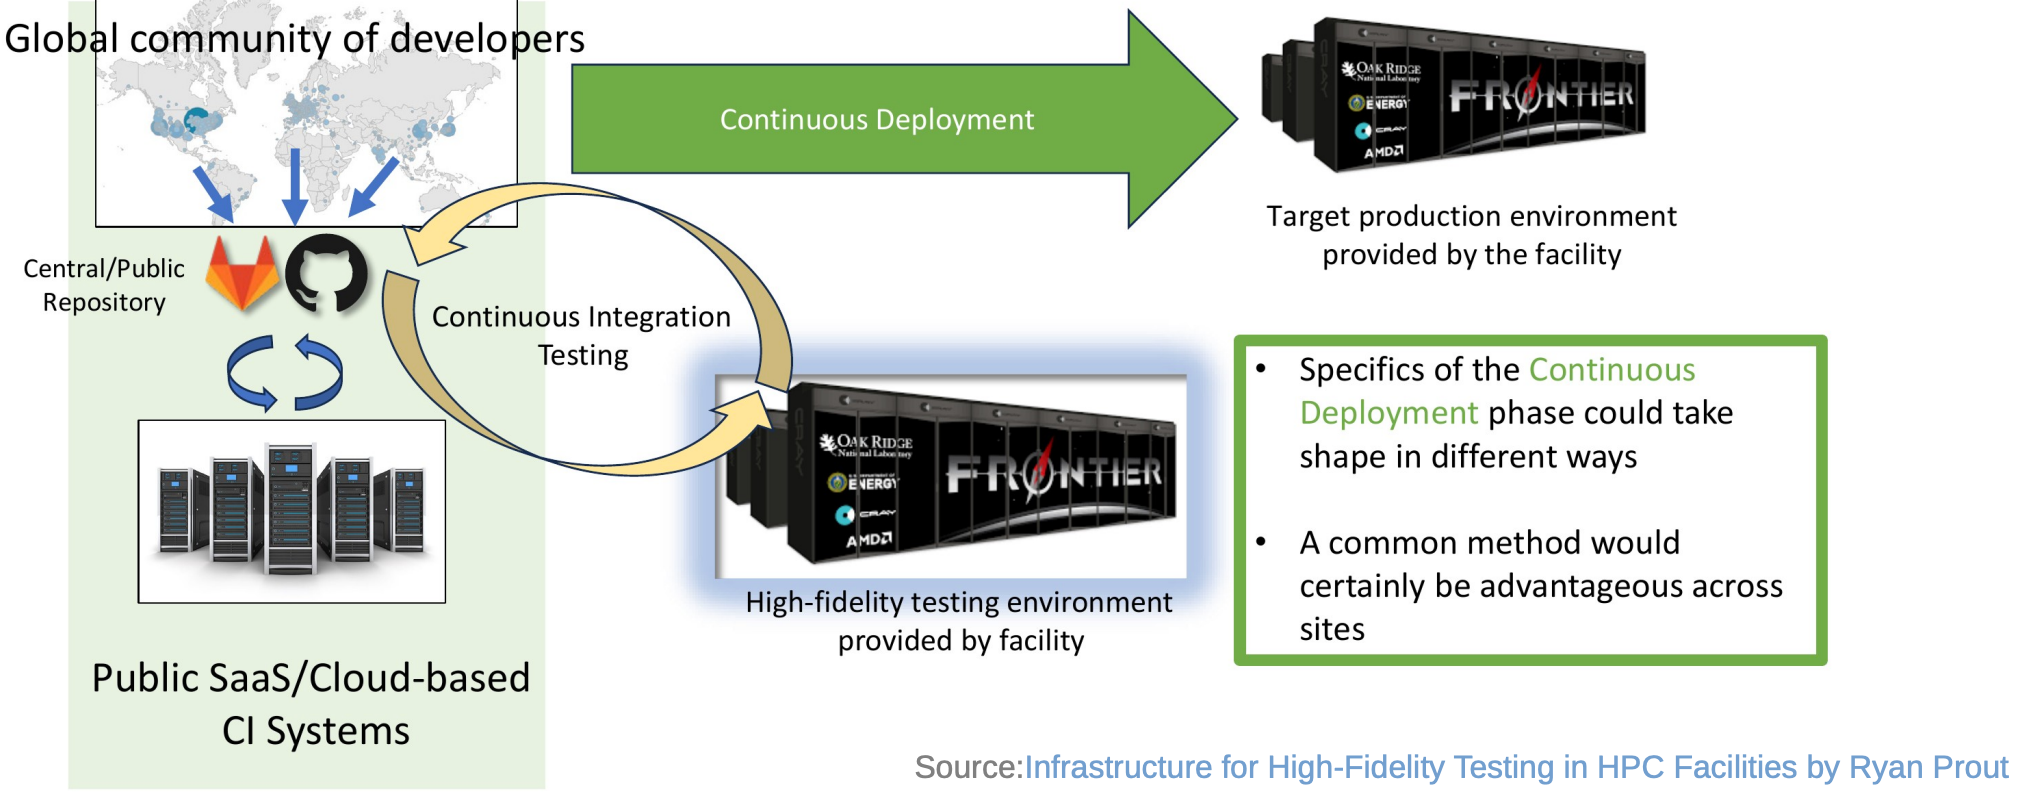 Global community of developers
Continuous Deployment
OAK RIDGE
National Laboratory
ENERGY
CRAY
AMD
FRONTIER
Target production environment
provided by the facility
Central/Public
Repository
Continuous Integration
Testing
CRAY
OAK RIDGE
National Laboratory
U.S. DEPARTMENT OF
ENERGY
CRAY
AMD
FRONTIER
High-fidelity testing environment
provided by facility
Public SaaS/Cloud-based
CI Systems
• Specifics of the Continuous
Deployment phase could take
shape in different ways
• A common method would
certainly be advantageous across
sites
Source:Infrastructure for High-Fidelity Testing in HPC Facilities by Ryan Prout